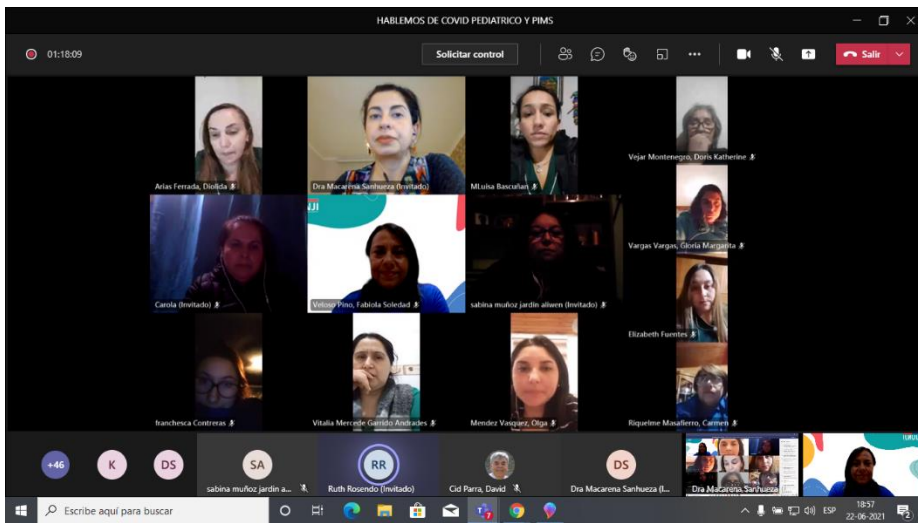 HABLEMOS DE COVID PEDIATRICO Y PIMS
01:18:09
Solicitar control
Salir
Arias Ferrada, Diolida
Dra Macarena Sanhueza (Invitado)
MLuisa Bascuñan
Vejar Montenegro, Doris Katherine
Vargas Vargas, Gloria Margarita
Carola (Invitado)
Veloso Pino, Fabiola Soledad
sabina muñoz jardin aliwen (Invitado)
Elizabeth Fuentes
franchesca Contreras
Vitalia Mercede Garrido Andrades
Mendez Vasquez, Olga
Riquelme Masafierro, Carmen
+46
K
DS
SA
RR
DS
sabina muñoz jardin a...
Ruth Rosendo (Invitado)
Cid Parra, David
Dra Macarena Sanhueza (I...
Dra Macarena Sanhueza
Escribe aquí para buscar
ESP
18:57
22-06-2021